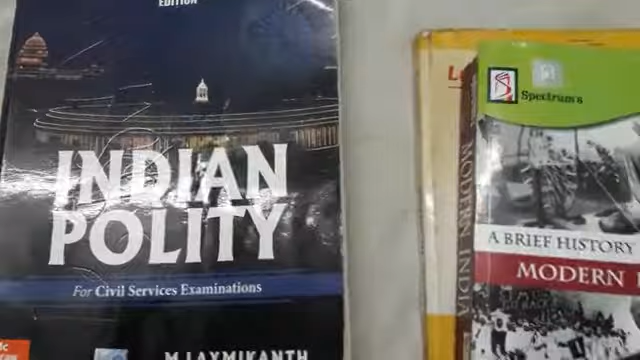 EDITION
INDIAN
POLITY
For Civil Services Examinations
M LAXMIKANTH
Spectrum's
A BRIEF HISTORY
MODERN
MODERN INDIA